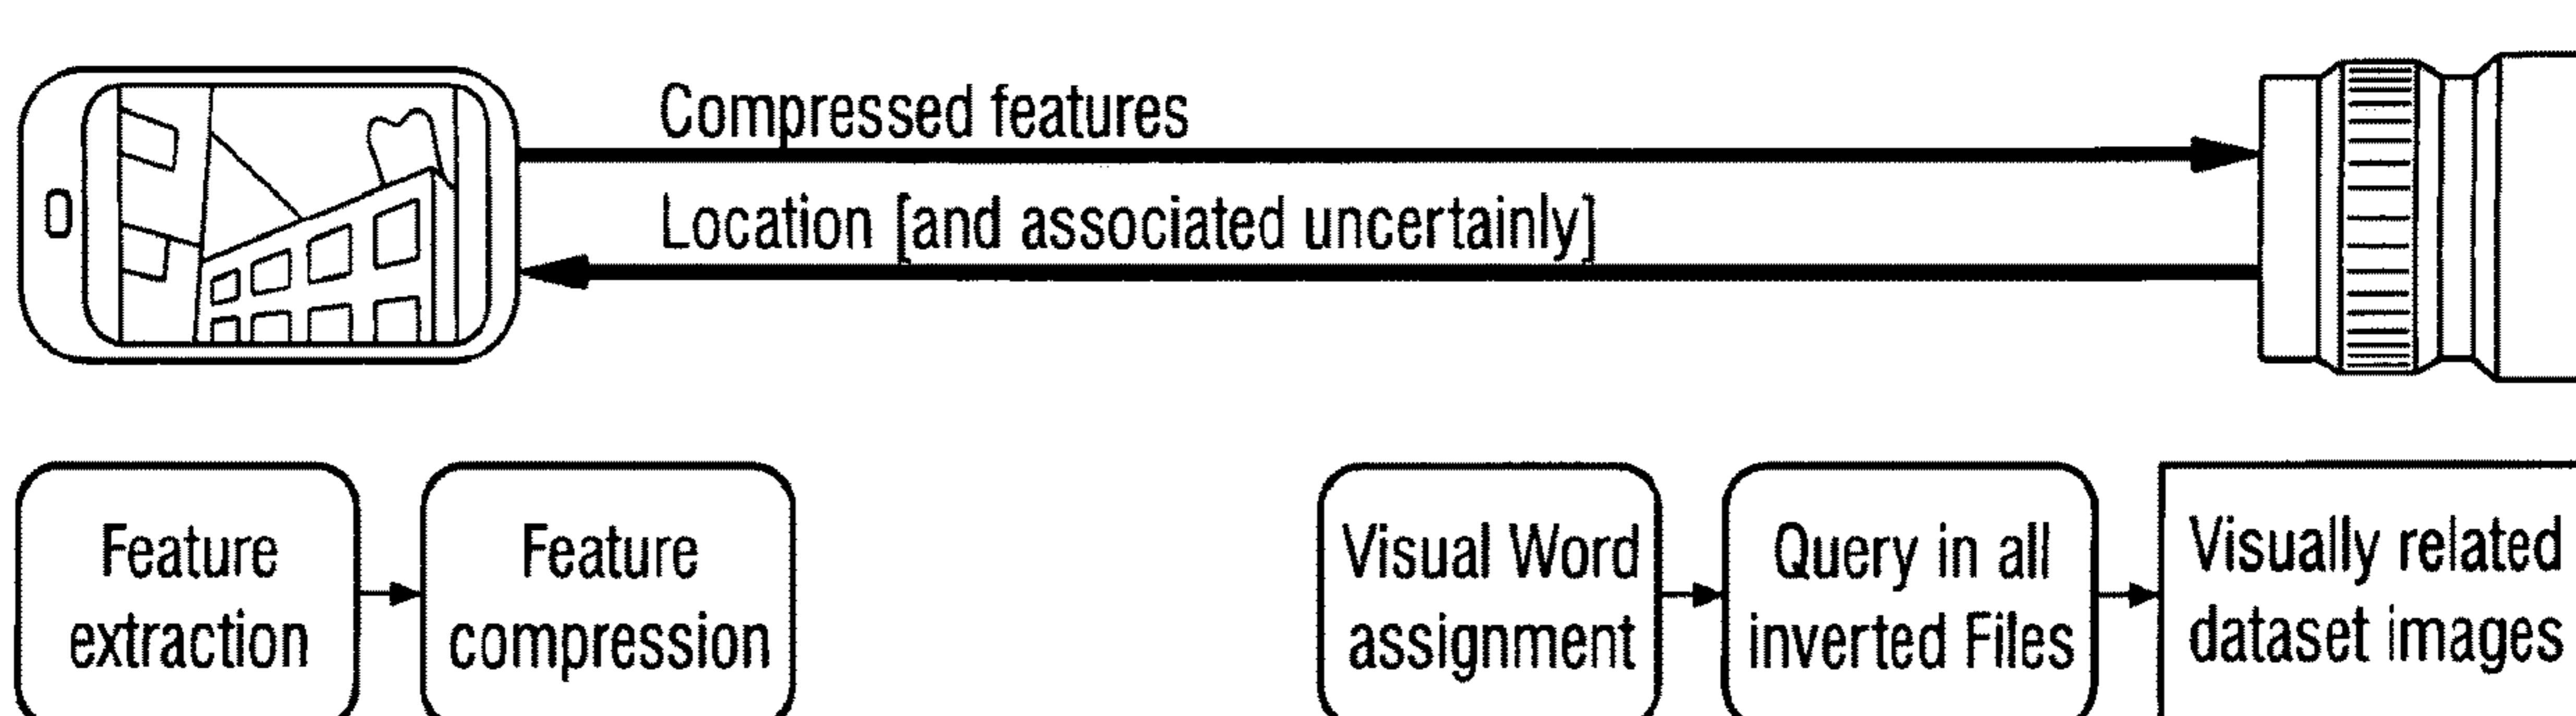 Compressed features
Location [and associated uncertainly]
Feature
extraction
Feature
compression
Visual Word
assignment
Query in all
inverted Files
Visually related
dataset images